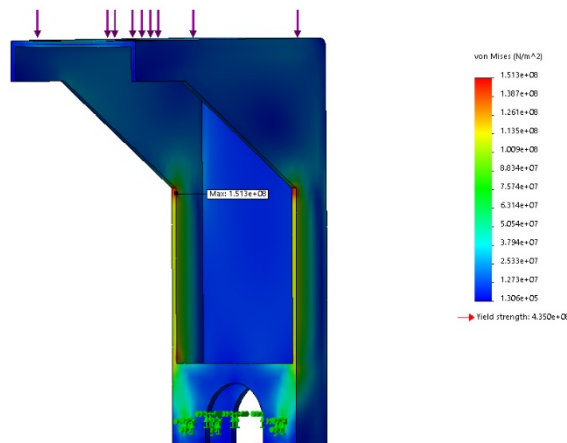 von Mises (N/m^2)
1.513e+08
1.387e+08
1.261e+08
1.135e+08
1.009e+08
8.834e+07
7.574e+07
6.314e+07
5.054e+07
3.794e+07
2.533e+07
1.273e+07
1.306e+05
Yield strength: 4.350e+08
Max: 1.513e+08